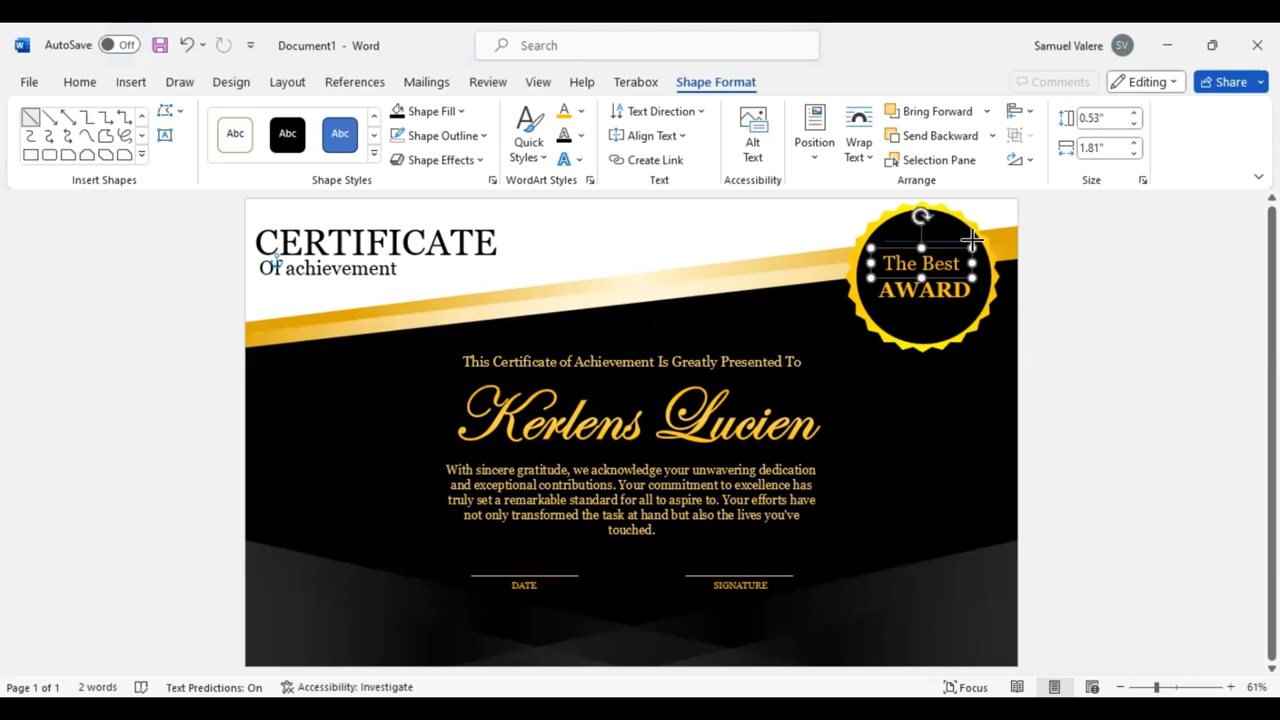 AutoSave Off Document1 - Word Search Samuel Valere SV
File Home Insert Draw Design Layout References Mailings Review View Help Terabox Shape Format Comments Editing Share
Abc Abc Abc
Shape Fill
Shape Outline
Shape Effects
Quick Styles
Text Direction
Align Text
Create Link
Alt Text
Position
Wrap Text
Bring Forward
Send Backward
Selection Pane
0.53"
1.81"
Insert Shapes Shape Styles WordArt Styles Text Accessibility Arrange Size
CERTIFICATE
Of achievement
The Best
AWARD
This Certificate of Achievement Is Greatly Presented To
Kerlens Lucien
With sincere gratitude, we acknowledge your unwavering dedication
and exceptional contributions. Your commitment to excellence has
truly set a remarkable standard for all to aspire to. Your efforts have
not only transformed the task at hand but also the lives you've
touched.
DATE SIGNATURE
Page 1 of 1 2 words Text Predictions: On Accessibility: Investigate Focus 61%